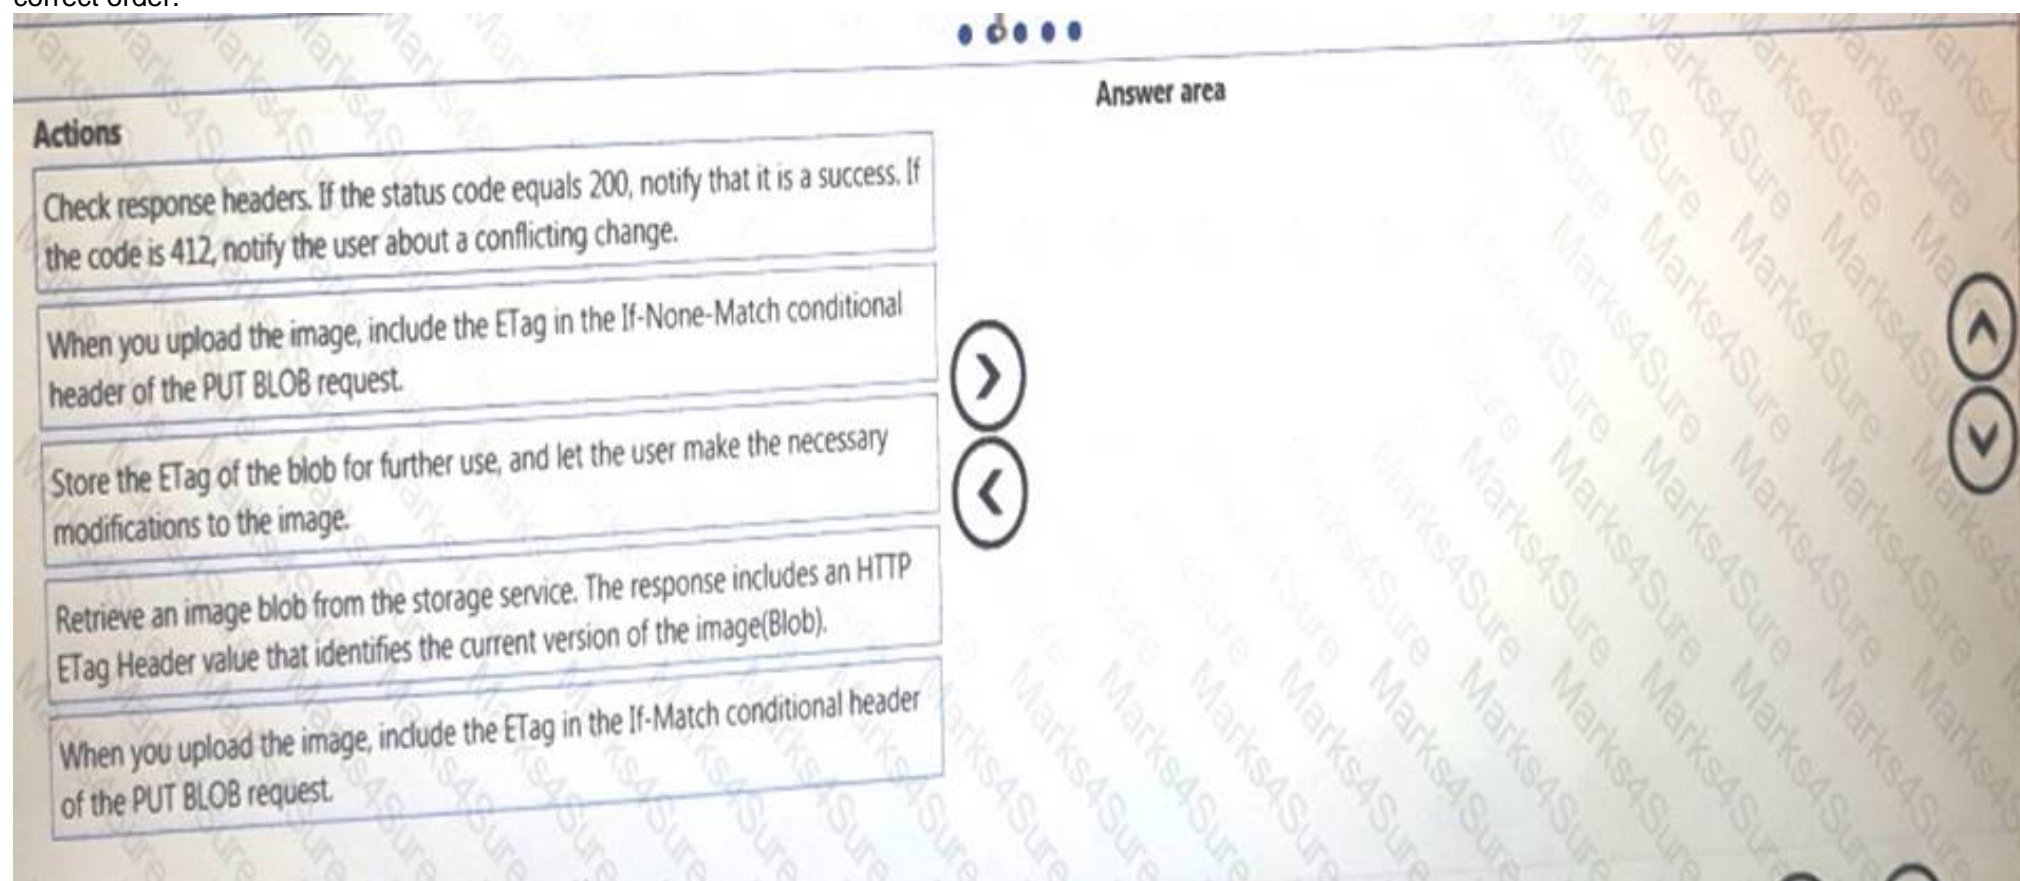 correct order.
Answer area
Actions
Check response headers. If the status code equals 200, notify that it is a success. If
the code is 412, notify the user about a conflicting change.
When you upload the image, include the ETag in the If-None-Match conditional
header of the PUT BLOB request.
Store the ETag of the blob for further use, and let the user make the necessary
modifications to the image.
Retrieve an image blob from the storage service. The response includes an HTTP
ETag Header value that identifies the current version of the image(Blob).
When you upload the image, include the ETag in the If-Match conditional header
of the PUT BLOB request.
Marks4Sure